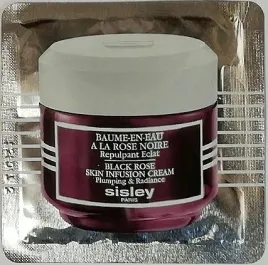 BAUME-EN-EAU
A LA ROSE NOIRE
Repulpant Eclat
BLACK ROSE
SKIN INFUSION CREAM
Plumping & Radiance
sisley
PARIS